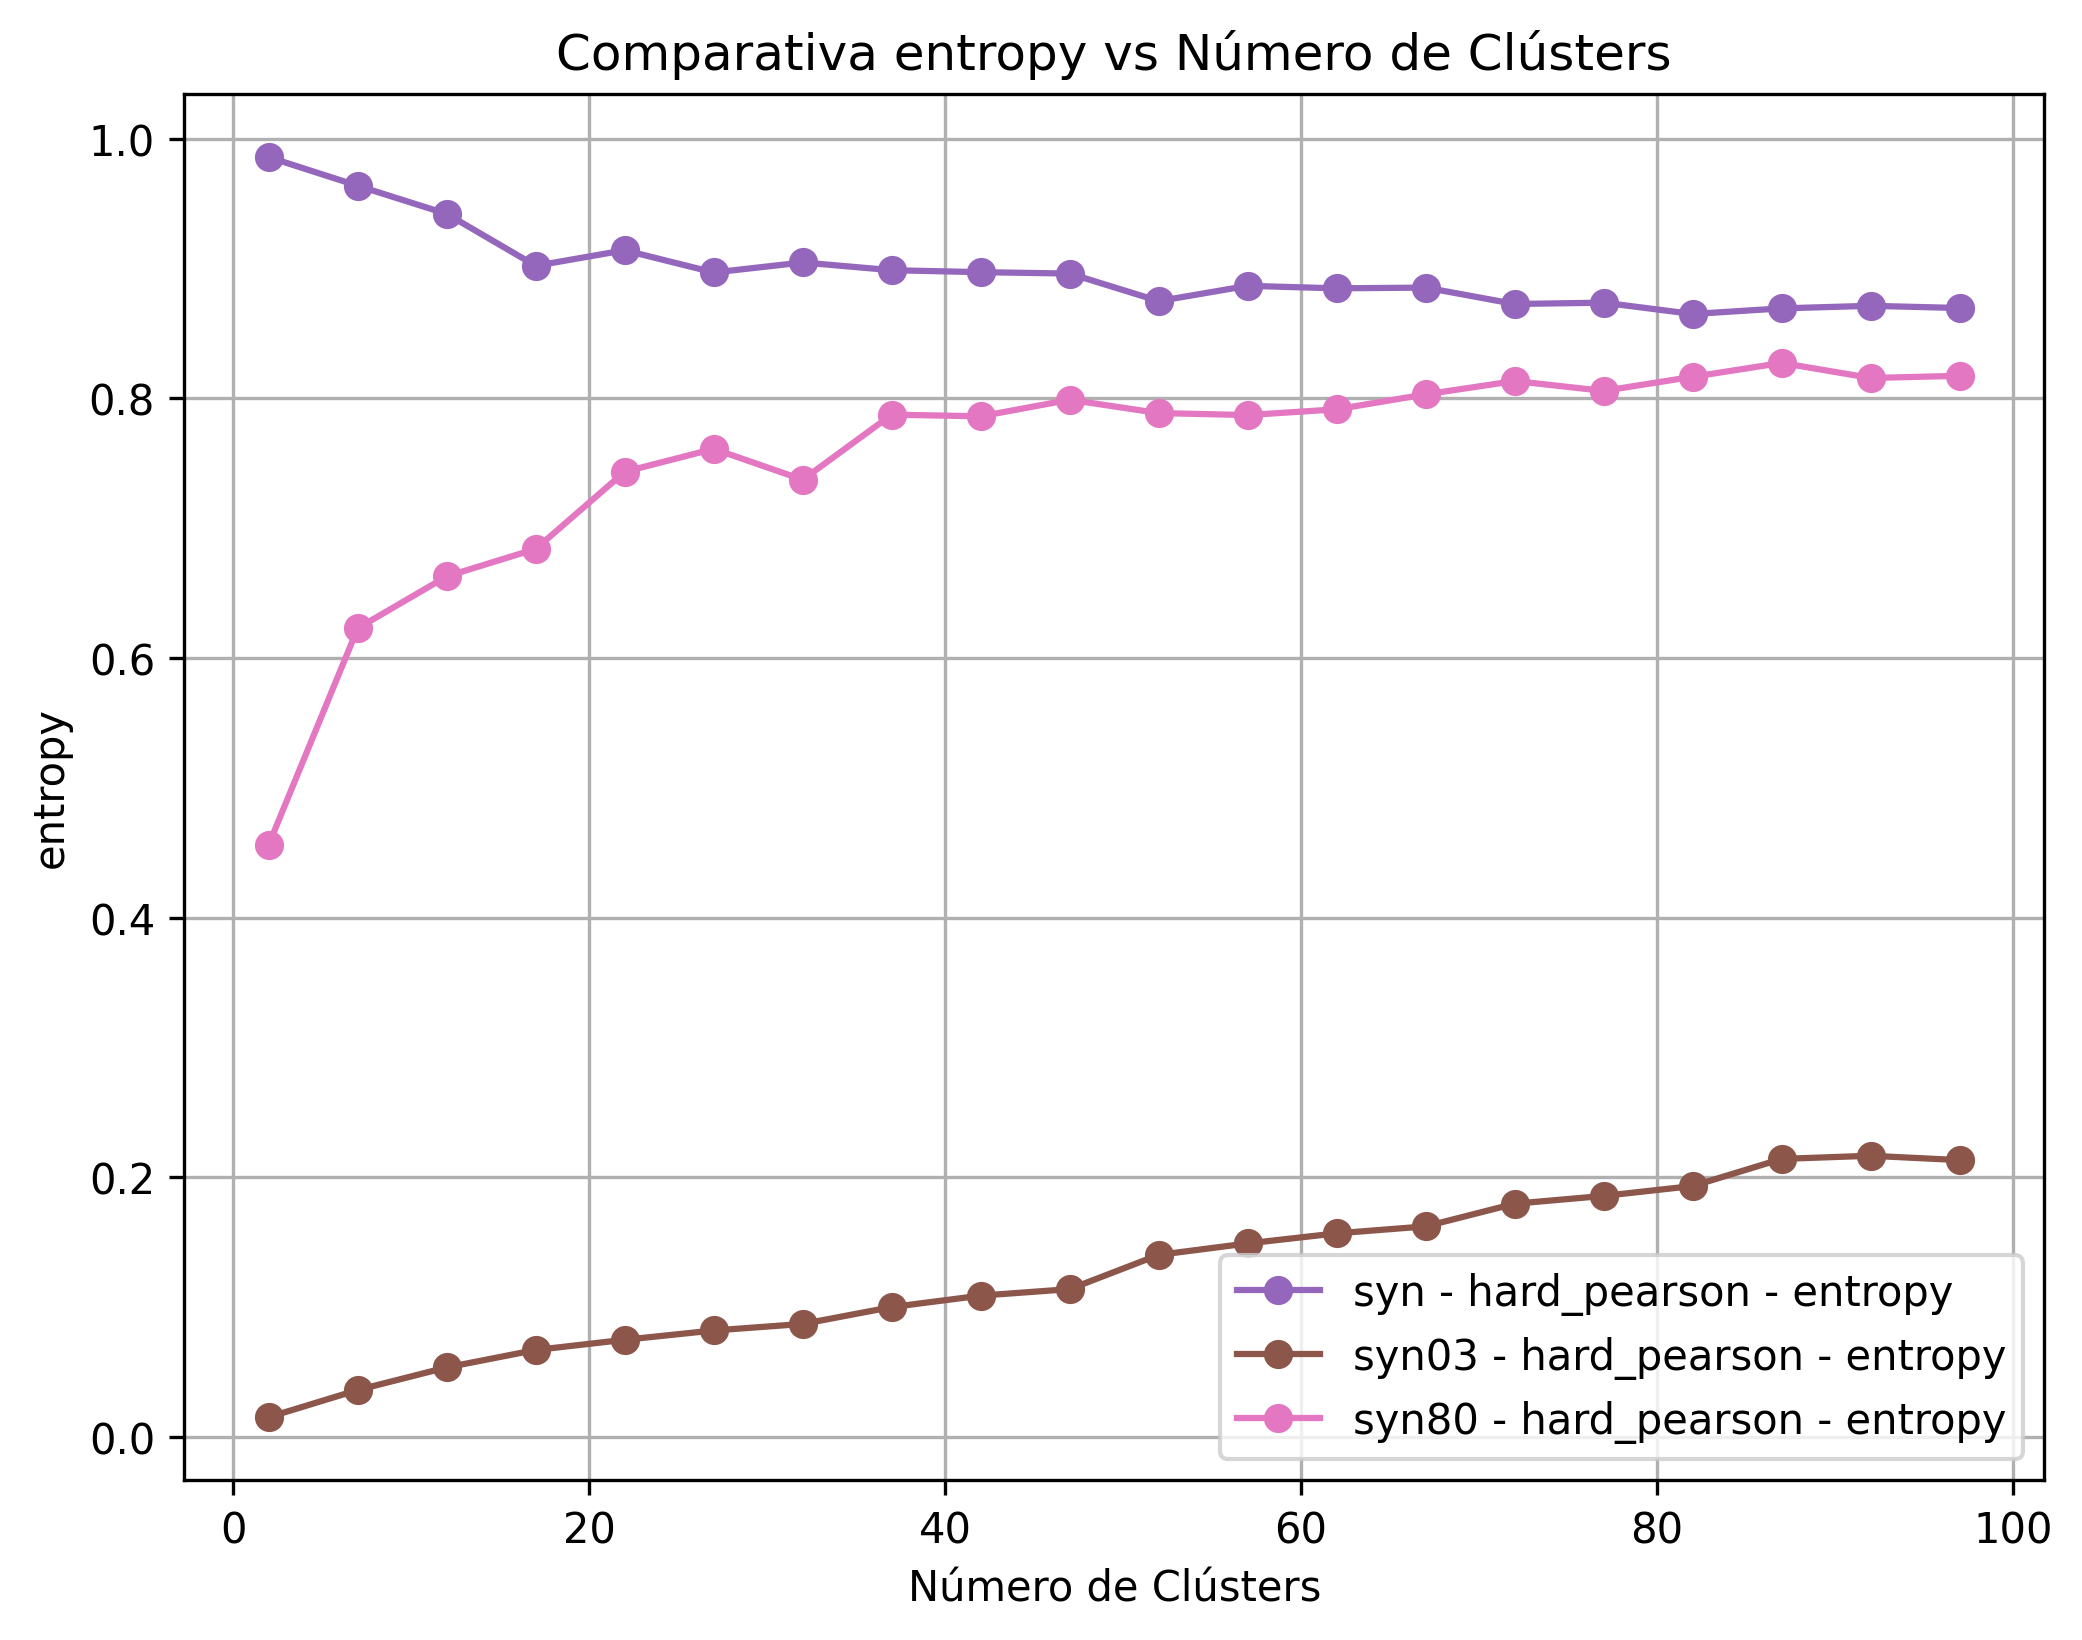 Comparativa entropy vs Número de Clústers
1.0
0.8
0.6
0.4
0.2
0.0
entropy
syn - hard_pearson - entropy
syn03 - hard_pearson - entropy
syn80 - hard_pearson - entropy
0 20 40 60 80 100
Número de Clústers